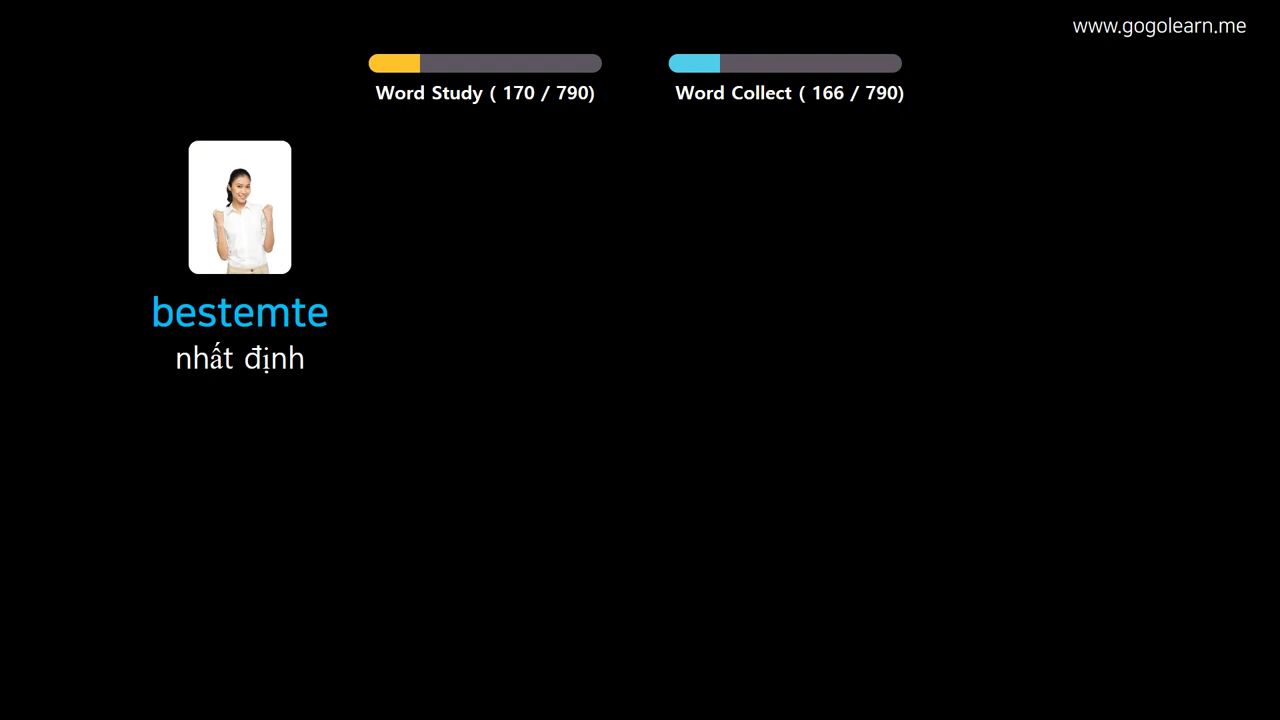 www.gogolearn.me
Word Study ( 170 / 790)
Word Collect ( 166 / 790)
bestemte
nhất định